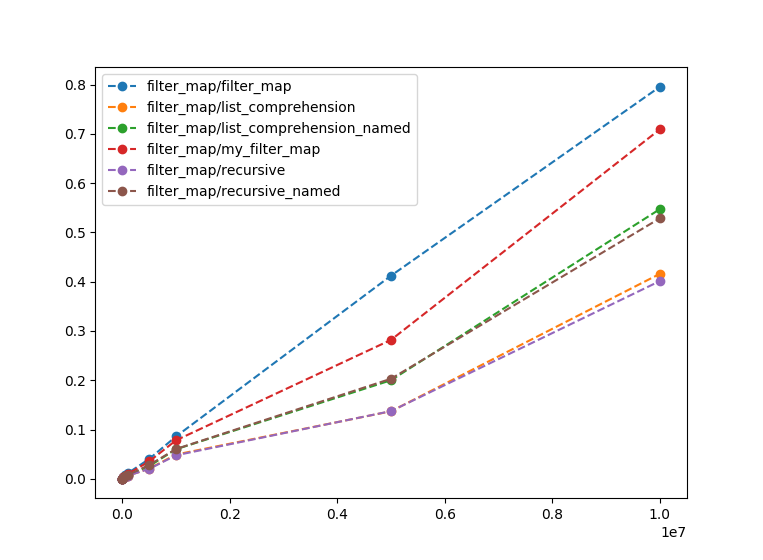 0.8
0.7
0.6
0.5
0.4
0.3
0.2
0.1
0.0
filter_map/filter_map
filter_map/list_comprehension
filter_map/list_comprehension_named
filter_map/my_filter_map
filter_map/recursive
filter_map/recursive_named
0.0 0.2 0.4 0.6 0.8 1.0
1e7